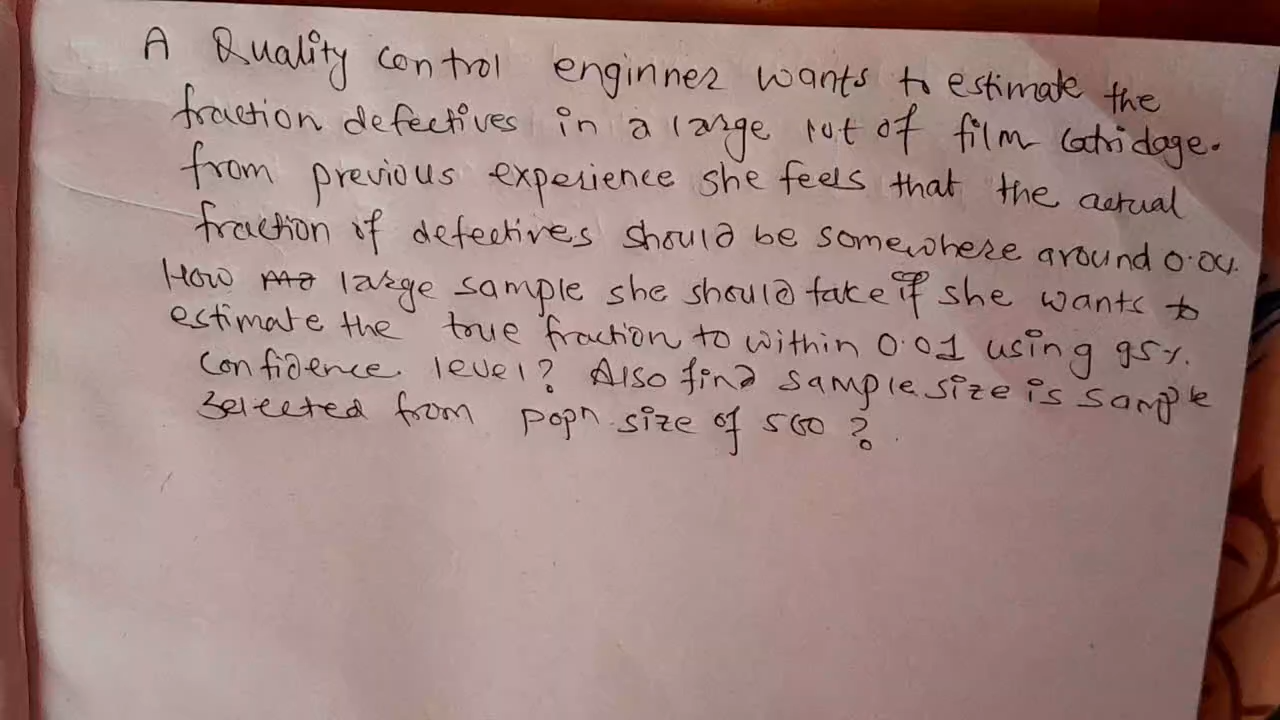 A Quality control enginner wants to estimate the
fraction defectives in a large lot of film catridage.
from previous experience she feels that the actual
fraction of defectives should be somewhere around 0.04.
How large sample she should take if she wants to
estimate the true fraction to within 0.01 using 95%.
confidence level? Also find sample size is sample
selected from popn. size of 500 ?